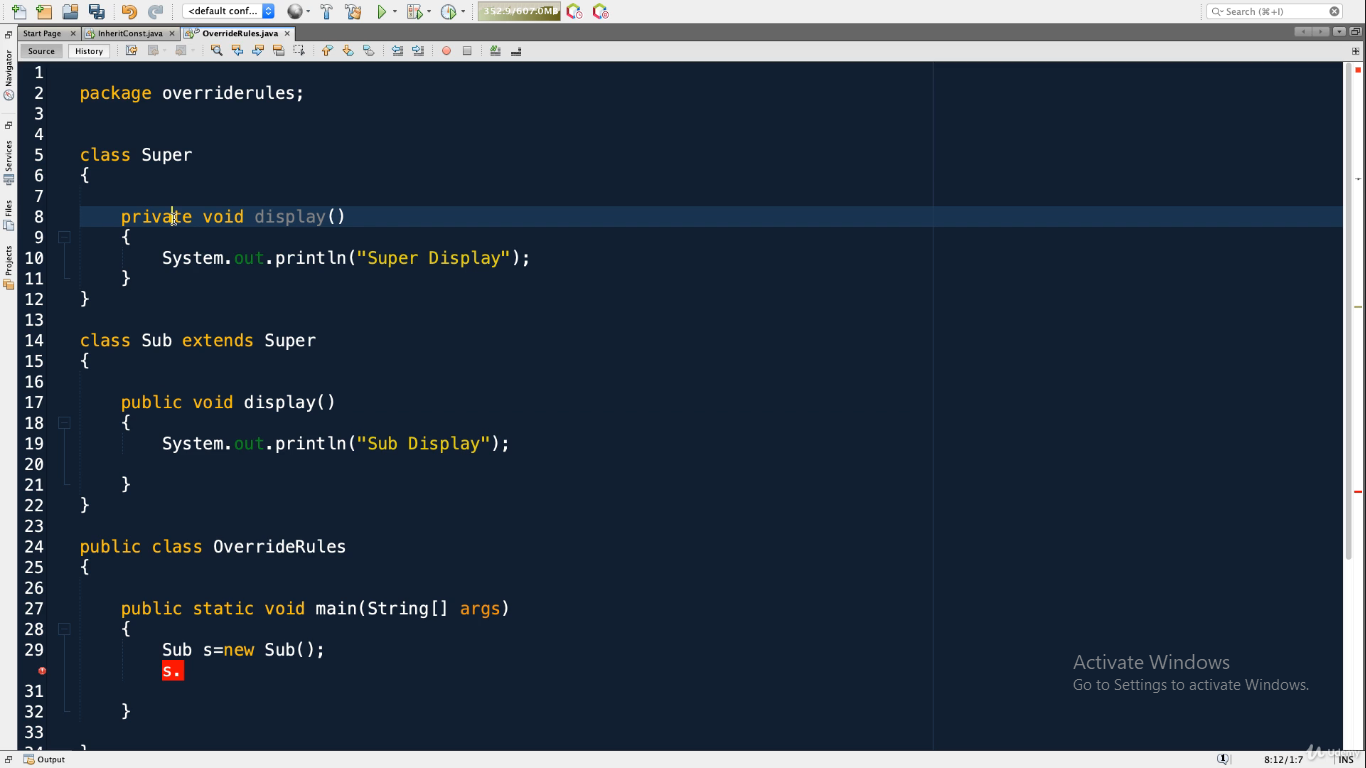 <default conf...
352.9/607.0MB
Search (⌘+I)
Start Page
InheritConst.java
OverrideRules.java
Source
History
Navigator
Services
Files
Projects
1
2 package overriderules;
3
4
5 class Super
6 {
7
8 private void display()
9 {
10 System.out.println("Super Display");
11 }
12 }
13
14 class Sub extends Super
15 {
16
17 public void display()
18 {
19 System.out.println("Sub Display");
20
21 }
22 }
23
24 public class OverrideRules
25 {
26
27 public static void main(String[] args)
28 {
29 Sub s=new Sub();
s.
31
32 }
33
34 }
Activate Windows
Go to Settings to activate Windows.
Udemy
Output
1
8:12/1:7
INS